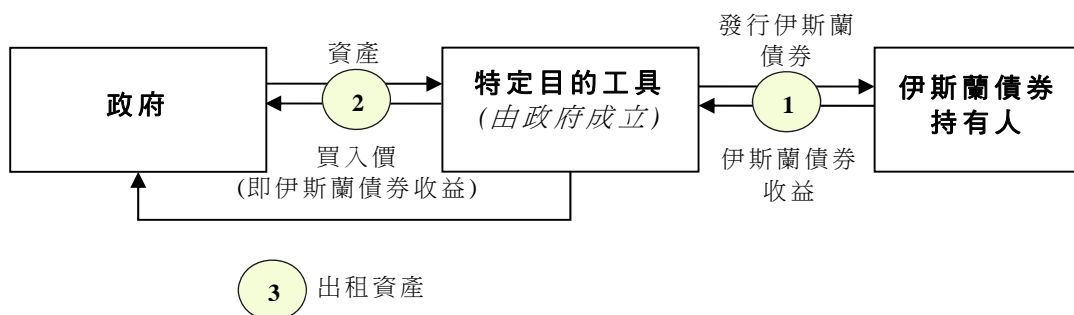 資產
發行伊斯蘭
債券
政府
2
特定目的工具
(由政府成立)
1
伊斯蘭債券
持有人
買入價
(即伊斯蘭債券收益)
伊斯蘭債券
收益
3
出租資產